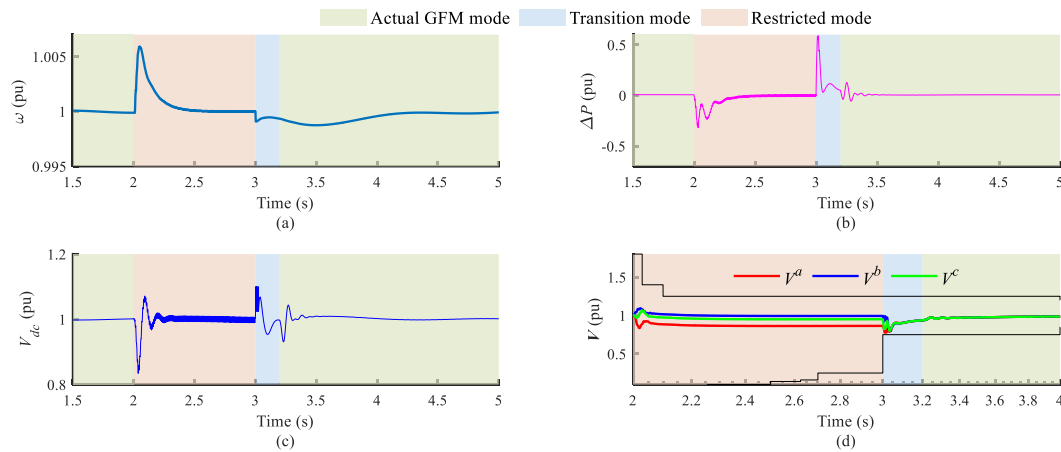 Actual GFM mode Transition mode Restricted mode
1.005
1
0.995
ω (pu)
1.5 2 2.5 3 3.5 4 4.5 5
Time (s)
(a)
0.5
0
-0.5
ΔP (pu)
1.5 2 2.5 3 3.5 4 4.5 5
Time (s)
(b)
1.2
1
0.8
V_dc (pu)
1.5 2 2.5 3 3.5 4 4.5 5
Time (s)
(c)
V^a V^b V^c
1.5
1
0.5
V (pu)
2 2.2 2.4 2.6 2.8 3 3.2 3.4 3.6 3.8 4
Time (s)
(d)